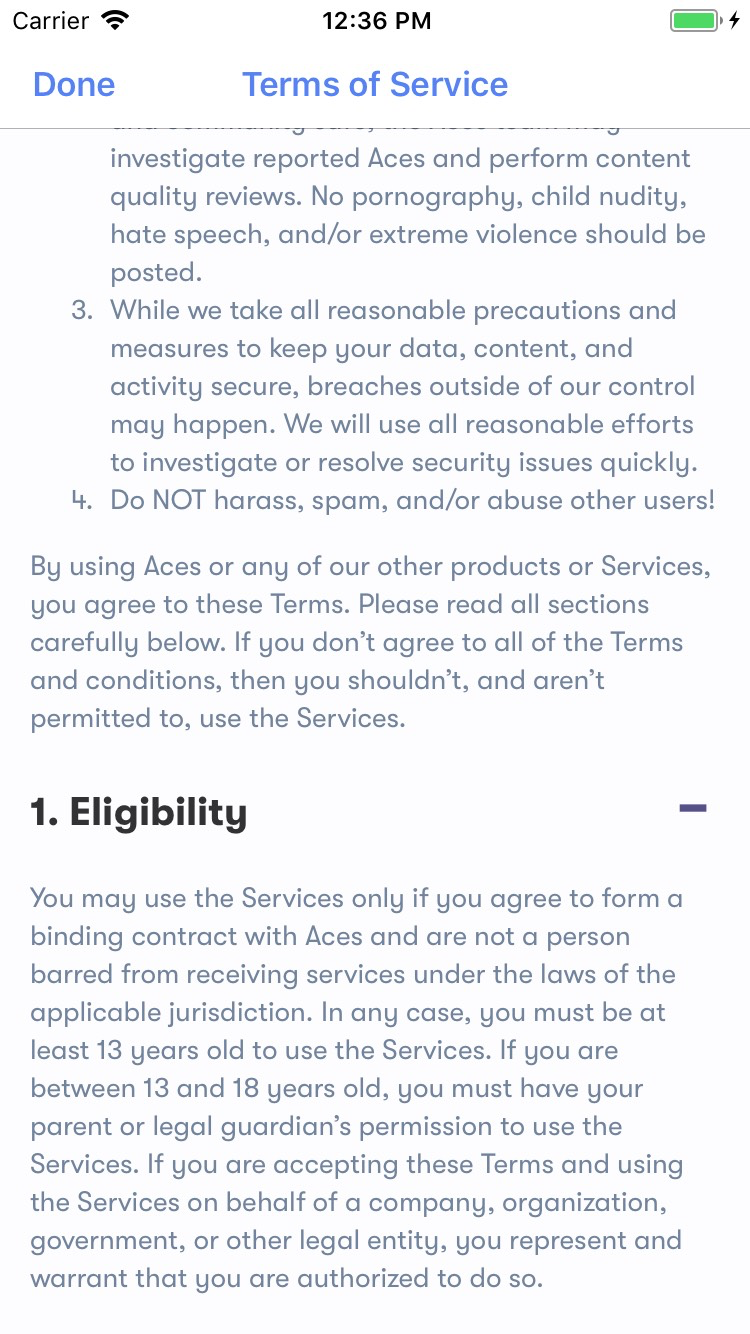 Carrier 12:36 PM
Done Terms of Service
investigate reported Aces and perform content
quality reviews. No pornography, child nudity,
hate speech, and/or extreme violence should be
posted.
3. While we take all reasonable precautions and
measures to keep your data, content, and
activity secure, breaches outside of our control
may happen. We will use all reasonable efforts
to investigate or resolve security issues quickly.
4. Do NOT harass, spam, and/or abuse other users!
By using Aces or any of our other products or Services,
you agree to these Terms. Please read all sections
carefully below. If you don’t agree to all of the Terms
and conditions, then you shouldn’t, and aren’t
permitted to, use the Services.
1. Eligibility
You may use the Services only if you agree to form a
binding contract with Aces and are not a person
barred from receiving services under the laws of the
applicable jurisdiction. In any case, you must be at
least 13 years old to use the Services. If you are
between 13 and 18 years old, you must have your
parent or legal guardian’s permission to use the
Services. If you are accepting these Terms and using
the Services on behalf of a company, organization,
government, or other legal entity, you represent and
warrant that you are authorized to do so.